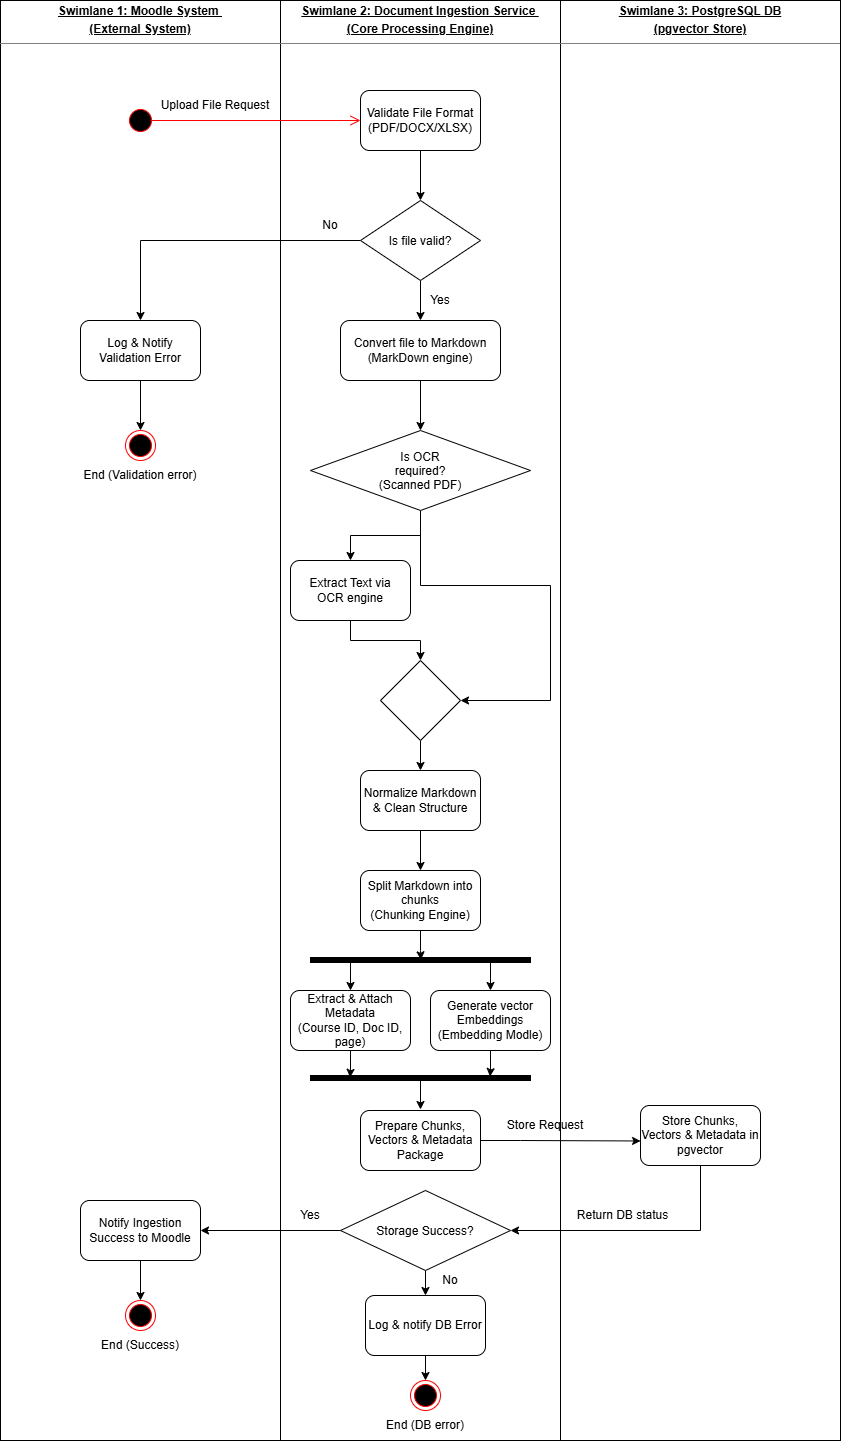 Swimlane 1: Moodle System
(External System)
Swimlane 2: Document Ingestion Service
(Core Processing Engine)
Swimlane 3: PostgreSQL DB
(pgvector Store)
Upload File Request
Validate File Format
(PDF/DOCX/XLSX)
No
Is file valid?
Yes
Log & Notify
Validation Error
Convert file to Markdown
(MarkDown engine)
End (Validation error)
Is OCR
required?
(Scanned PDF)
Extract Text via
OCR engine
Normalize Markdown
& Clean Structure
Split Markdown into
chunks
(Chunking Engine)
Extract & Attach
Metadata
(Course ID, Doc ID,
page)
Generate vector
Embeddings
(Embedding Modle)
Prepare Chunks,
Vectors & Metadata
Package
Store Request
Store Chunks,
Vectors & Metadata in
pgvector
Return DB status
Storage Success?
Yes
Notify Ingestion
Success to Moodle
No
Log & notify DB Error
End (Success)
End (DB error)